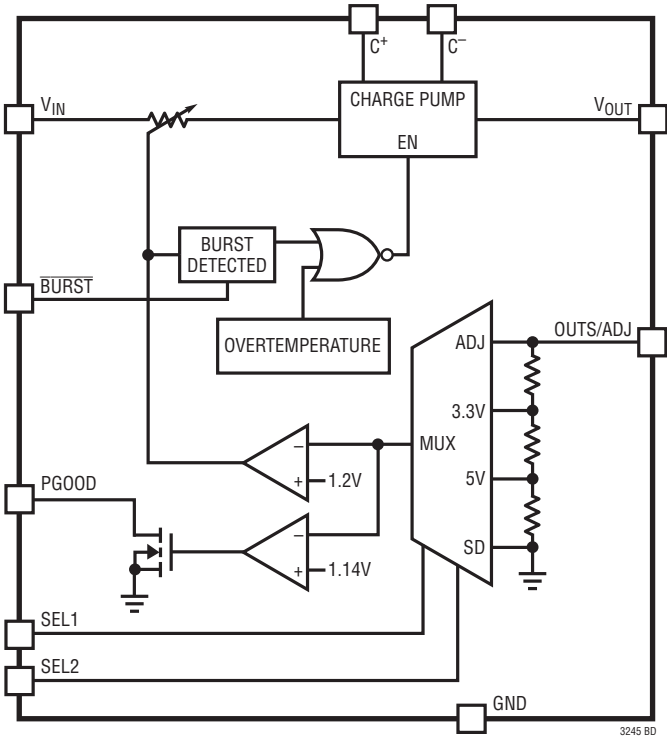 C+
C–
VIN
CHARGE PUMP
VOUT
EN
BURST
DETECTED
BURST
OVERTEMPERATURE
ADJ
OUTS/ADJ
3.3V
–
MUX
+
1.2V
5V
PGOOD
–
SD
+
1.14V
SEL1
SEL2
GND
3245 BD